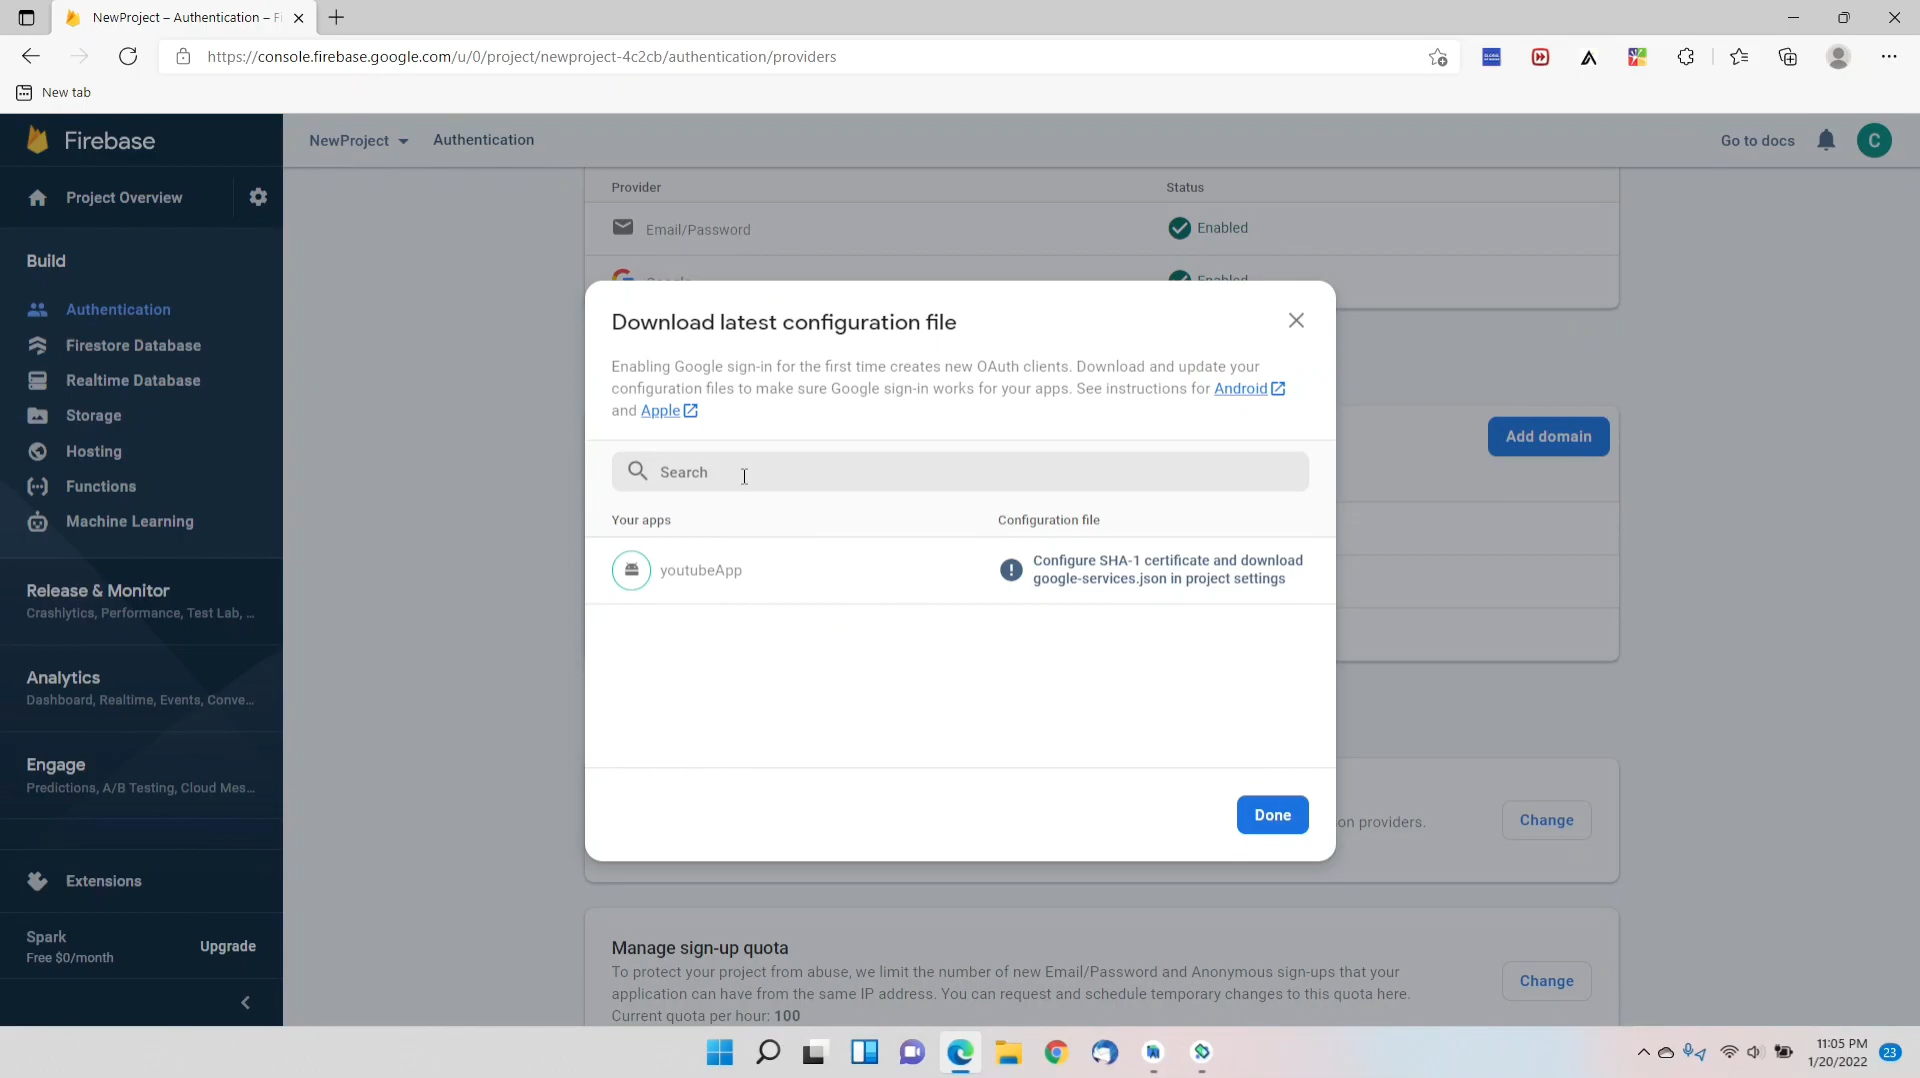 NewProject – Authentication – Fi
https://console.firebase.google.com/u/0/project/newproject-4c2cb/authentication/providers
New tab
Firebase
NewProject
Authentication
Go to docs
C
Project Overview
Build
Authentication
Firestore Database
Realtime Database
Storage
Hosting
Functions
Machine Learning
Release & Monitor
Crashlytics, Performance, Test Lab, ...
Analytics
Dashboard, Realtime, Events, Conve...
Engage
Predictions, A/B Testing, Cloud Mes...
Extensions
Spark
Free $0/month
Upgrade
Provider
Status
Email/Password
Enabled
Google
Enabled
Download latest configuration file
Enabling Google sign-in for the first time creates new OAuth clients. Download and update your
configuration files to make sure Google sign-in works for your apps. See instructions for Android
and Apple
Search
Your apps
Configuration file
youtubeApp
Configure SHA-1 certificate and download
google-services.json in project settings
Done
Add domain
on providers.
Change
Manage sign-up quota
To protect your project from abuse, we limit the number of new Email/Password and Anonymous sign-ups that your
application can have from the same IP address. You can request and schedule temporary changes to this quota here.
Current quota per hour: 100
Change
11:05 PM
1/20/2022
23